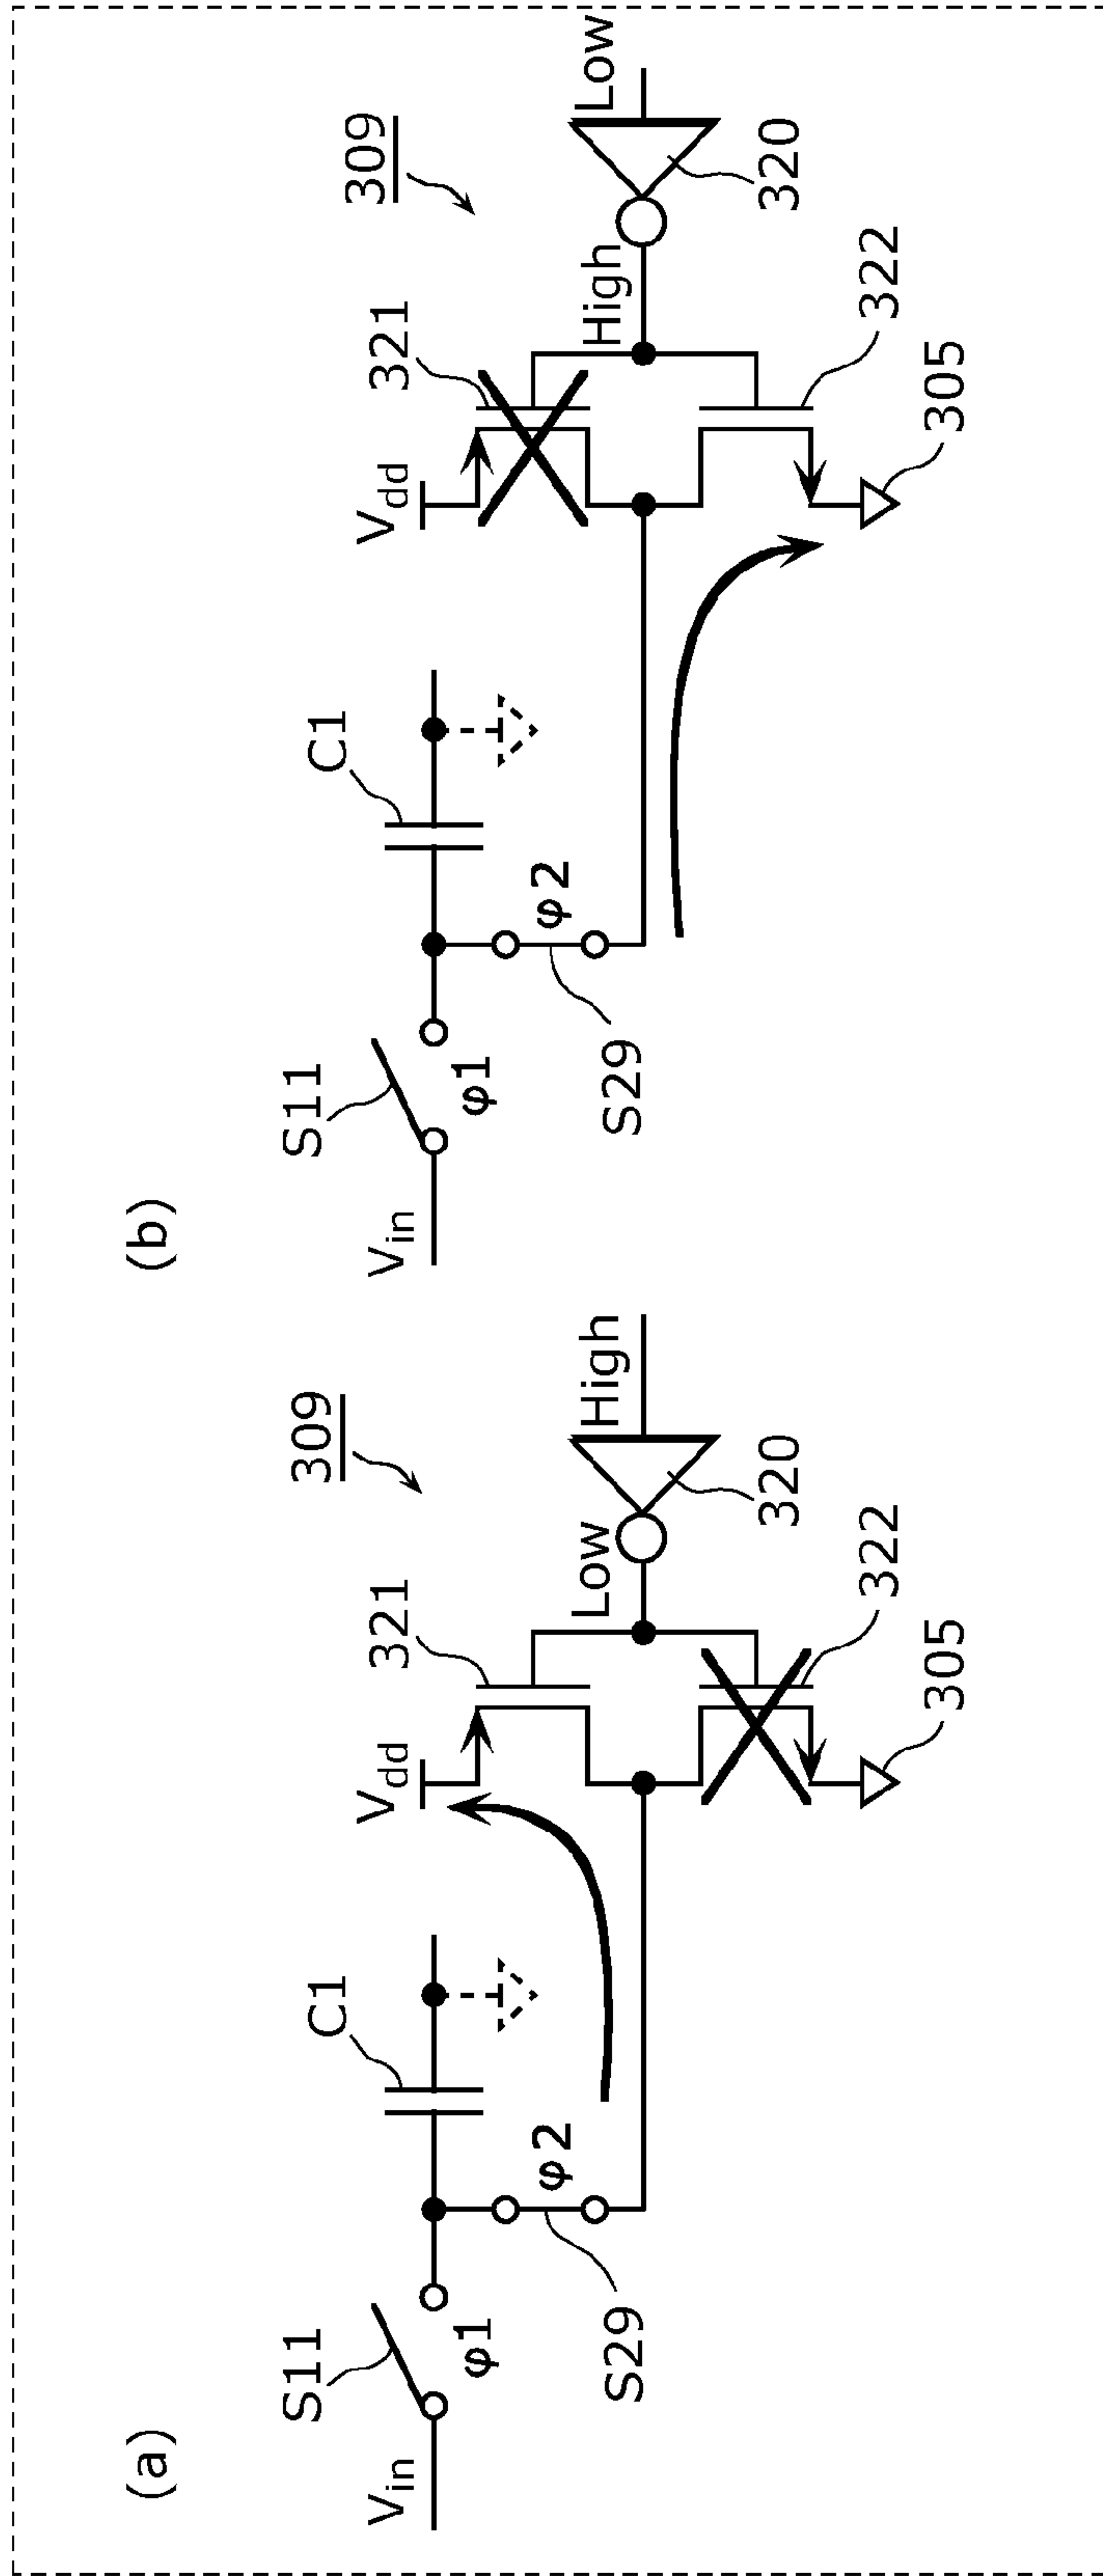 (a)
S11
C1
309
Vin
φ1
φ2
Vdd
321
Low
High
S29
320
322
305
(b)
S11
C1
309
Vin
φ1
φ2
Vdd
321
High
Low
S29
320
322
305